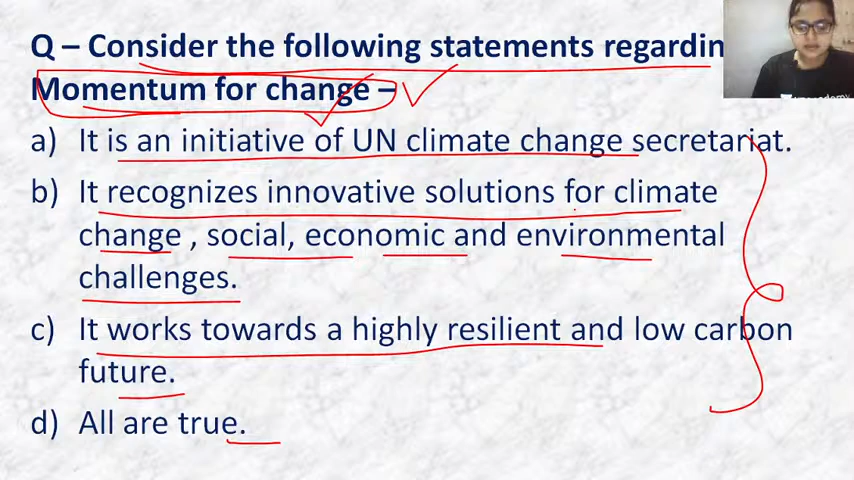 Q – Consider the following statements regardin
Momentum for change –
a) It is an initiative of UN climate change secretariat.
b) It recognizes innovative solutions for climate
change , social, economic and environmental
challenges.
c) It works towards a highly resilient and low carbon
future.
d) All are true.